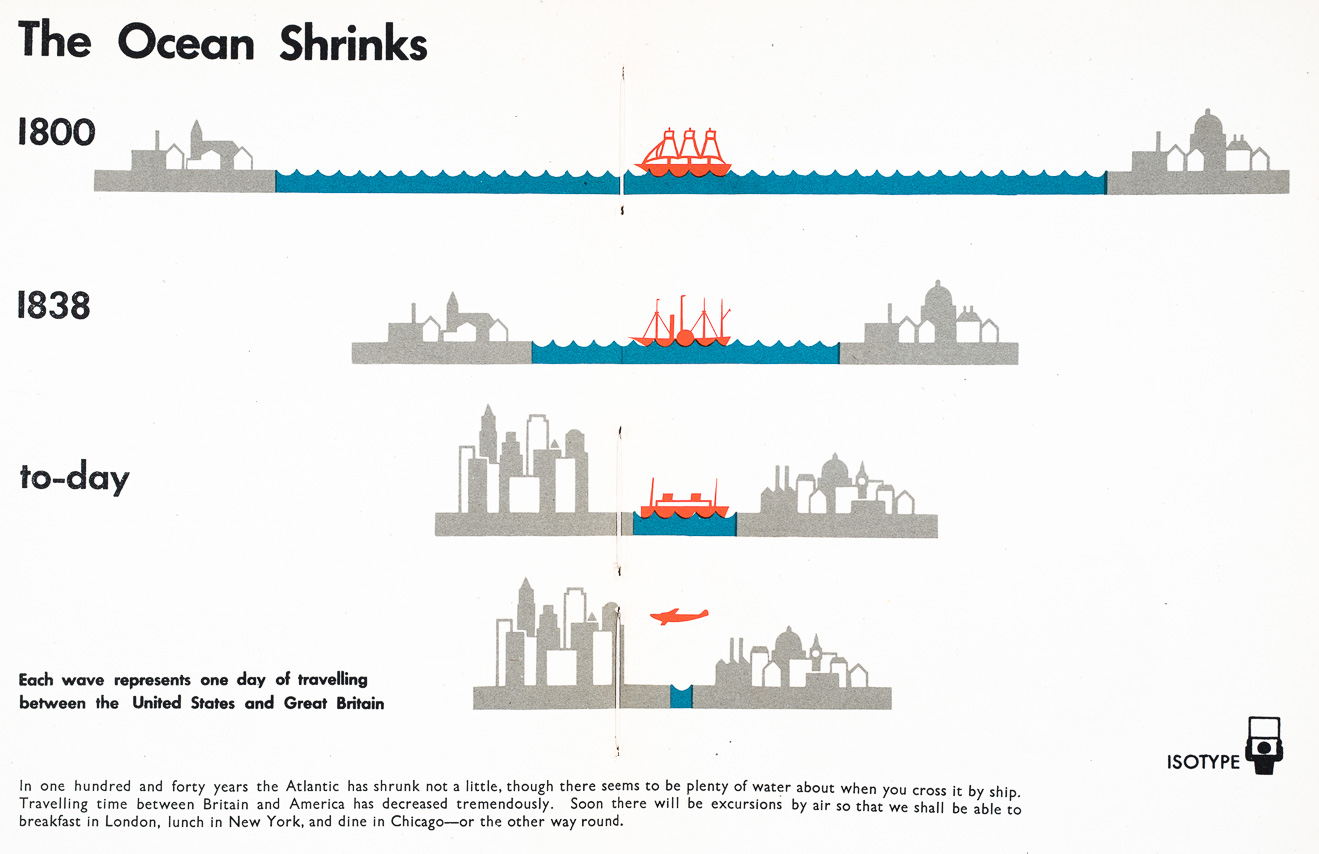 The Ocean Shrinks
1800
1838
to-day
Each wave represents one day of travelling
between the United States and Great Britain
ISOTYPE
In one hundred and forty years the Atlantic has shrunk not a little, though there seems to be plenty of water about when you cross it by ship.
Travelling time between Britain and America has decreased tremendously. Soon there will be excursions by air so that we shall be able to
breakfast in London, lunch in New York, and dine in Chicago—or the other way round.